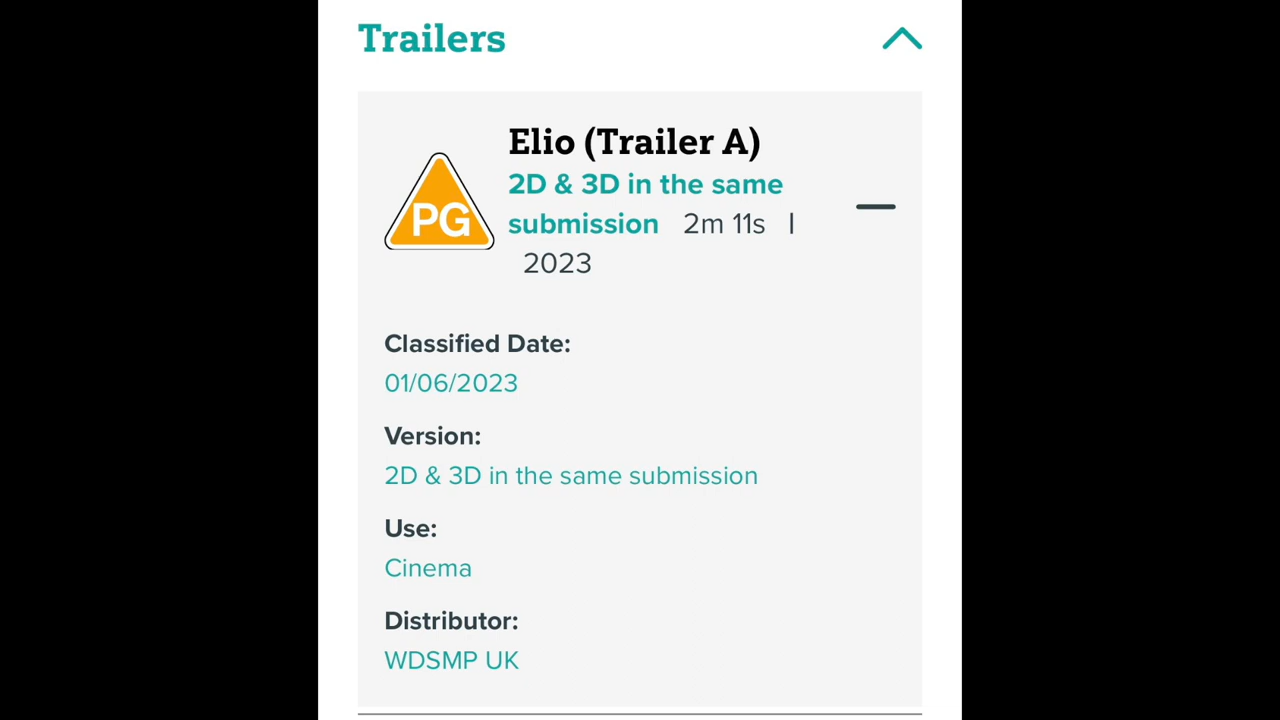 Trailers
Elio (Trailer A)
PG
2D & 3D in the same
submission 2m 11s |
2023
Classified Date:
01/06/2023
Version:
2D & 3D in the same submission
Use:
Cinema
Distributor:
WDSMP UK